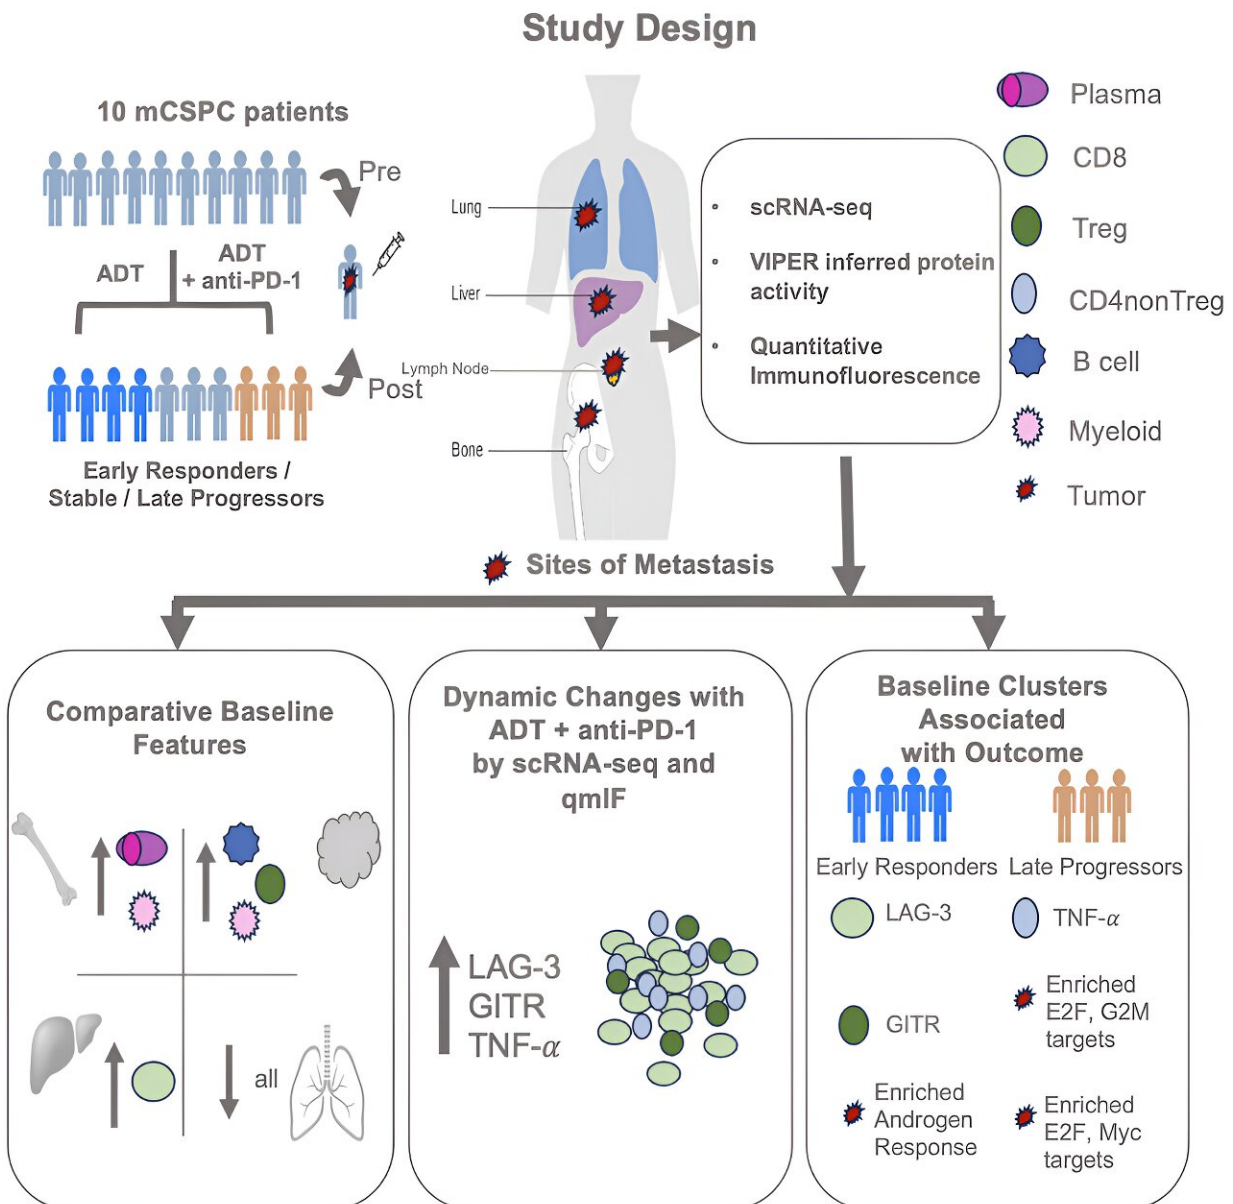 Study Design
10 mCSPC patients
Pre
ADT
ADT
+ anti-PD-1
Post
Early Responders /
Stable / Late Progressors
Lung
Liver
Lymph Node
Bone
Sites of Metastasis
scRNA-seq
VIPER inferred protein
activity
Quantitative
Immunofluorescence
Plasma
CD8
Treg
CD4nonTreg
B cell
Myeloid
Tumor
Comparative Baseline
Features
all
Dynamic Changes with
ADT + anti-PD-1
by scRNA-seq and
qmIF
LAG-3
GITR
TNF-α
Baseline Clusters
Associated
with Outcome
Early Responders
LAG-3
GITR
Enriched
Androgen
Response
Late Progressors
TNF-α
Enriched
E2F, G2M
targets
Enriched
E2F, Myc
targets